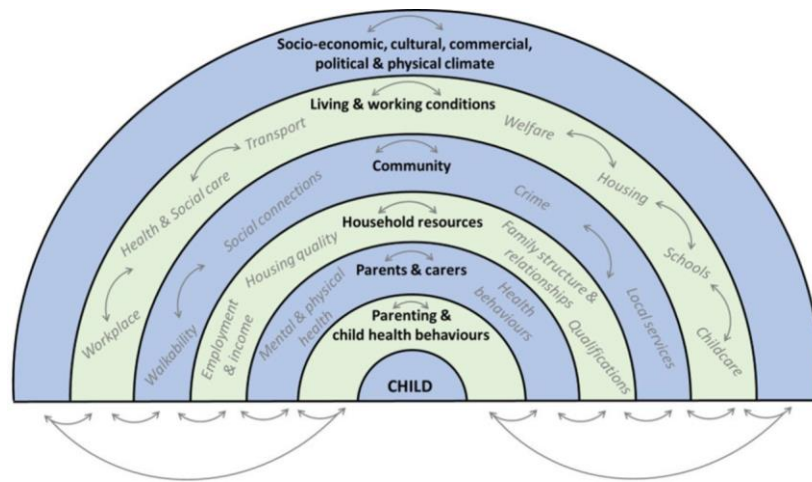 Socio-economic, cultural, commercial,
political & physical climate
Living & working conditions
Transport
Welfare
Health & Social care
Housing
Workplace
Schools
Childcare
Community
Social connections
Crime
Walkability
Local services
Household resources
Housing quality
Family structure &
relationships
Employment
& income
Qualifications
Parents & carers
Mental & physical
health
Health
behaviours
Parenting &
child health behaviours
CHILD